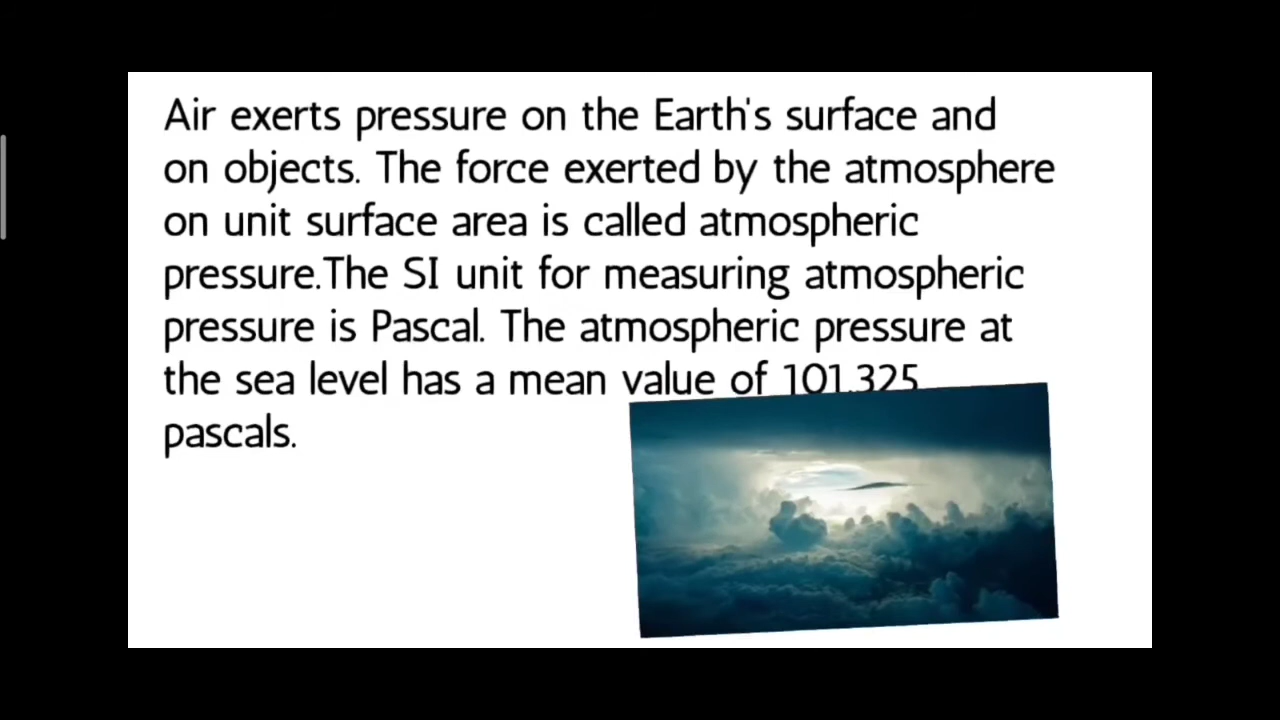 Air exerts pressure on the Earth's surface and
on objects. The force exerted by the atmosphere
on unit surface area is called atmospheric
pressure.The SI unit for measuring atmospheric
pressure is Pascal. The atmospheric pressure at
the sea level has a mean value of 101.325
pascals.